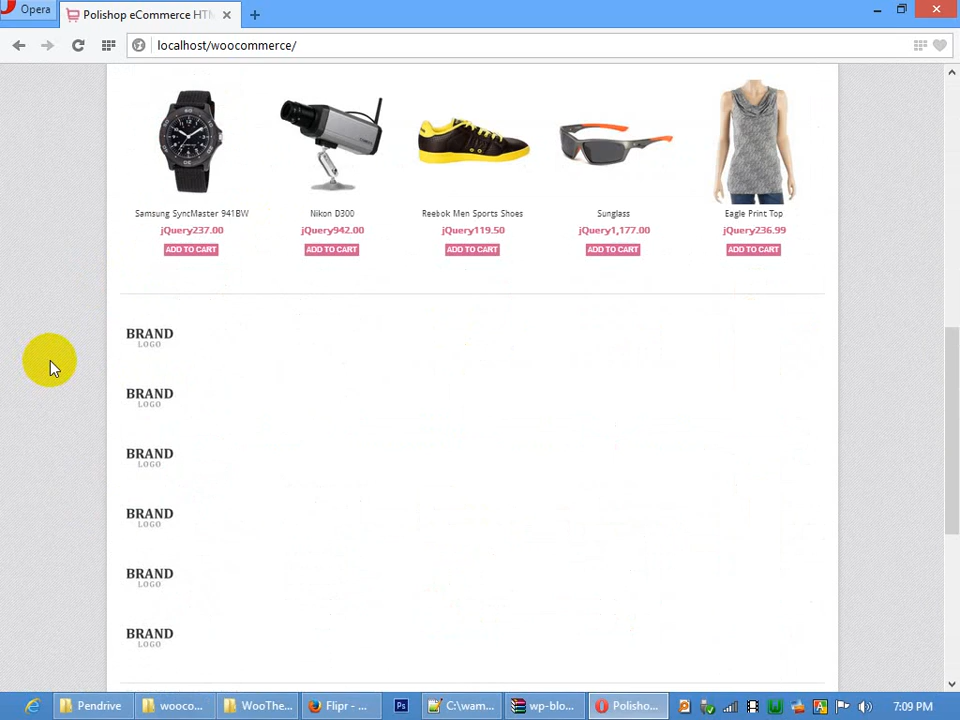 Opera
Polishop eCommerce HTM
localhost/woocommerce/
Samsung SyncMaster 941BW
Nikon D300
Reebok Men Sports Shoes
Sunglass
Eagle Print Top
jQuery237.00
jQuery942.00
jQuery119.50
jQuery1,177.00
jQuery236.99
ADD TO CART
ADD TO CART
ADD TO CART
ADD TO CART
ADD TO CART
BRAND
LOGO
BRAND
LOGO
BRAND
LOGO
BRAND
LOGO
BRAND
LOGO
BRAND
LOGO
Pendrive
wooco...
WooThe...
Flipr - ...
Ps
C:\wam...
wp-blo...
Polisho...
7:09 PM